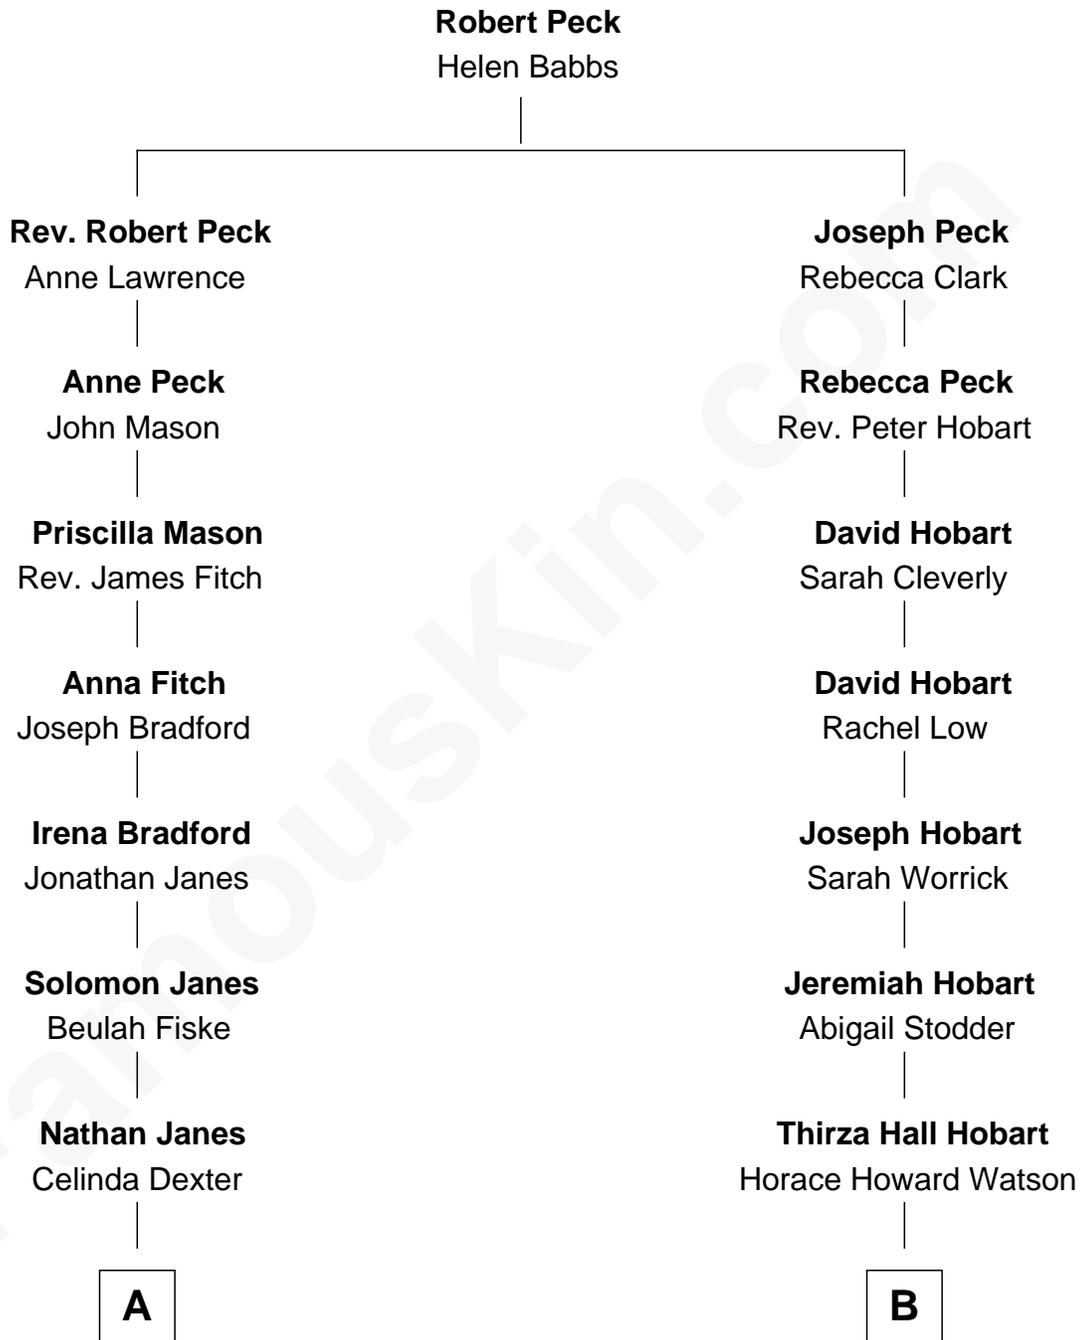 Robert Peck
Helen Babbs
Rev. Robert Peck
Anne Lawrence
Joseph Peck
Rebecca Clark
Anne Peck
John Mason
Rebecca Peck
Rev. Peter Hobart
Priscilla Mason
Rev. James Fitch
David Hobart
Sarah Cleverly
Anna Fitch
Joseph Bradford
David Hobart
Rachel Low
Irena Bradford
Jonathan Janes
Joseph Hobart
Sarah Worrick
Solomon Janes
Beulah Fiske
Jeremiah Hobart
Abigail Stodder
Nathan Janes
Celinda Dexter
Thirza Hall Hobart
Horace Howard Watson
A
B
FamousKin.com